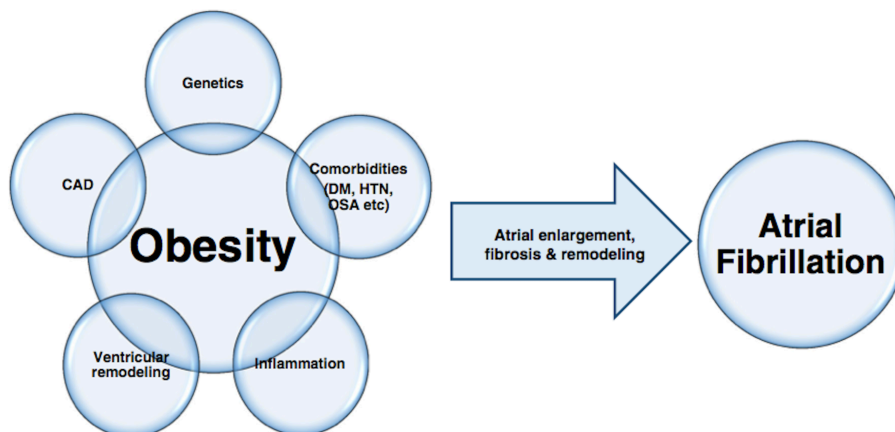 Genetics
CAD
Comorbidities
(DM, HTN,
OSA etc)
Obesity
Ventricular
remodeling
Inflammation
Atrial enlargement,
fibrosis & remodeling
Atrial
Fibrillation